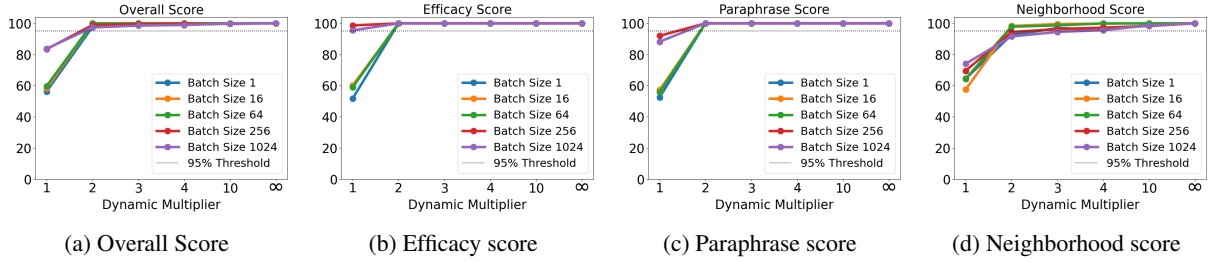 Overall Score
100
80
60
40
20
0
1 2 3 4 10 ∞
Dynamic Multiplier
Batch Size 1
Batch Size 16
Batch Size 64
Batch Size 256
Batch Size 1024
95% Threshold
(a) Overall Score
Efficacy Score
100
80
60
40
20
0
1 2 3 4 10 ∞
Dynamic Multiplier
Batch Size 1
Batch Size 16
Batch Size 64
Batch Size 256
Batch Size 1024
95% Threshold
(b) Efficacy score
Paraphrase Score
100
80
60
40
20
0
1 2 3 4 10 ∞
Dynamic Multiplier
Batch Size 1
Batch Size 16
Batch Size 64
Batch Size 256
Batch Size 1024
95% Threshold
(c) Paraphrase score
Neighborhood Score
100
80
60
40
20
0
1 2 3 4 10 ∞
Dynamic Multiplier
Batch Size 1
Batch Size 16
Batch Size 64
Batch Size 256
Batch Size 1024
95% Threshold
(d) Neighborhood score